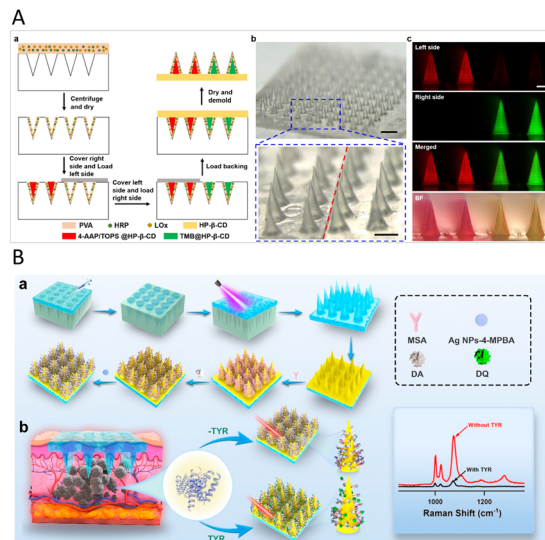 A
a
b
c
Centrifuge
and dry
Cover right
side and Load
left side
Cover left
side and load
right side
Load backing
Dry and
demold
PVA
HRP
LOx
HP-β-CD
4-AAP/TOPS @HP-β-CD
TMB@HP-β-CD
Left side
Right side
Merged
BF
B
a
MSA
Ag NPs-4-MPBA
DA
DQ
b
-TYR
TYR
Without TYR
With TYR
1000
1200
Raman Shift (cm⁻¹)